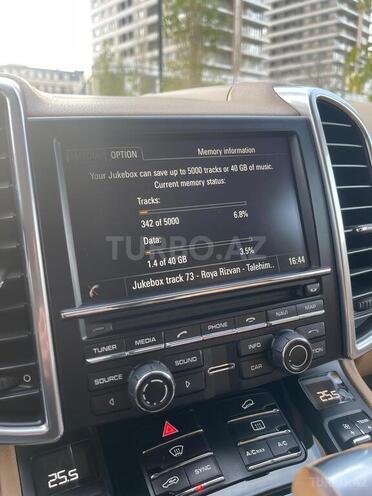 MEDIA OPTION Memory information
Your Jukebox can save up to 5000 tracks or 40 GB of music.
Current memory status:
Tracks:
342 of 5000 6.8%
Data:
1.4 of 40 GB 3.5%
TURBO.AZ
Jukebox track 73 - Roya Rizvan - Talehim.. 16:44
TUNER MEDIA PHONE NAVI MAP
SOURCE SOUND INFO CAR OPTION
25.5
A/C MAX A/C
SYNC
25.5